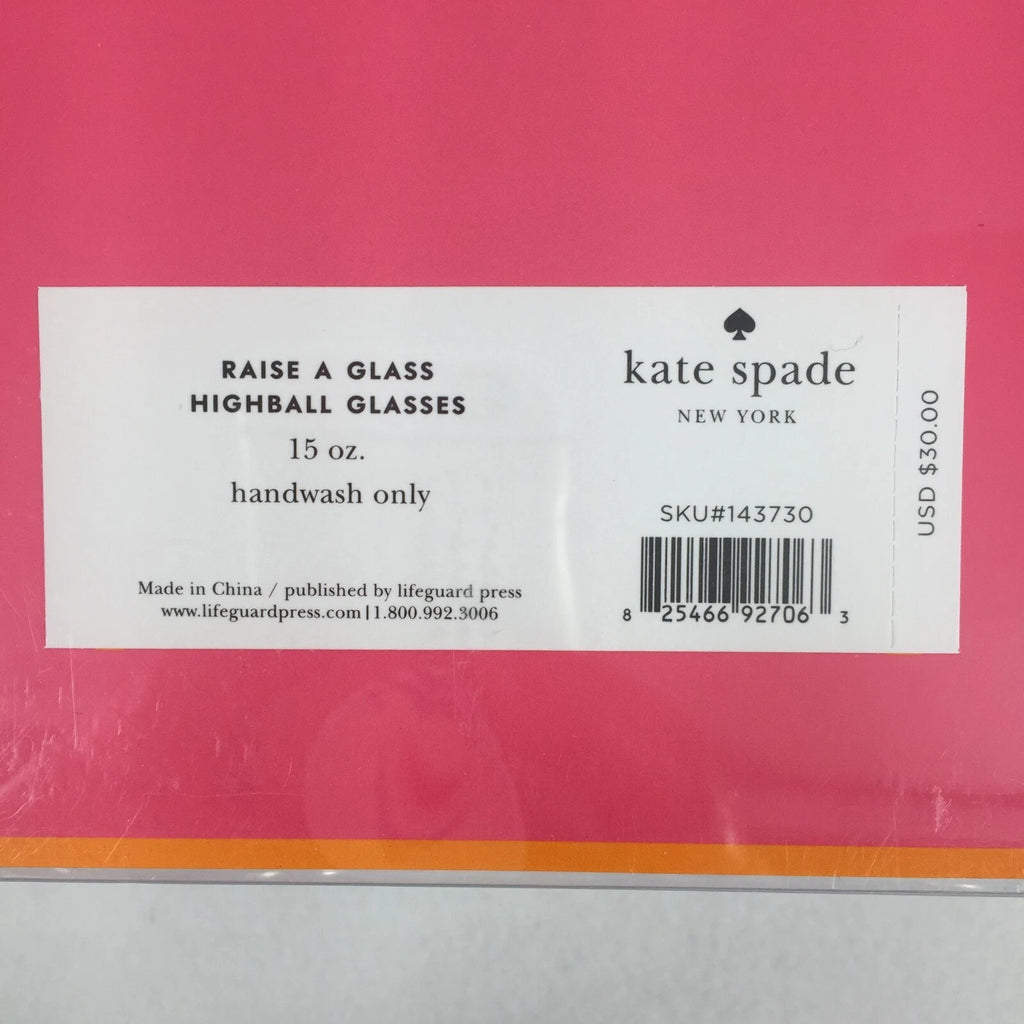 RAISE A GLASS
HIGHBALL GLASSES
15 oz.
handwash only
Made in China / published by lifeguard press
www.lifeguardpress.com|1.800.992.3006
kate spade
NEW YORK
SKU#143730
8 25466 92706 3
USD $30.00